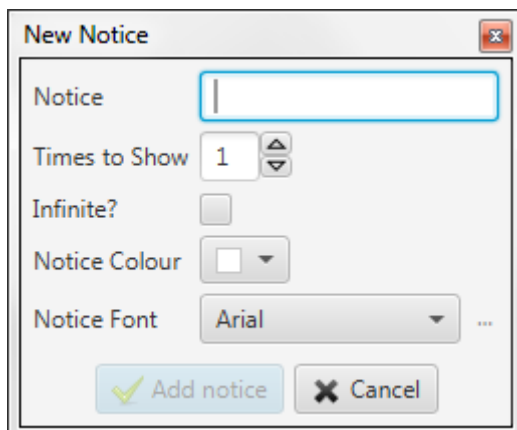 New Notice
Notice
Times to Show 1
Infinite?
Notice Colour
Notice Font Arial ...
Add notice Cancel